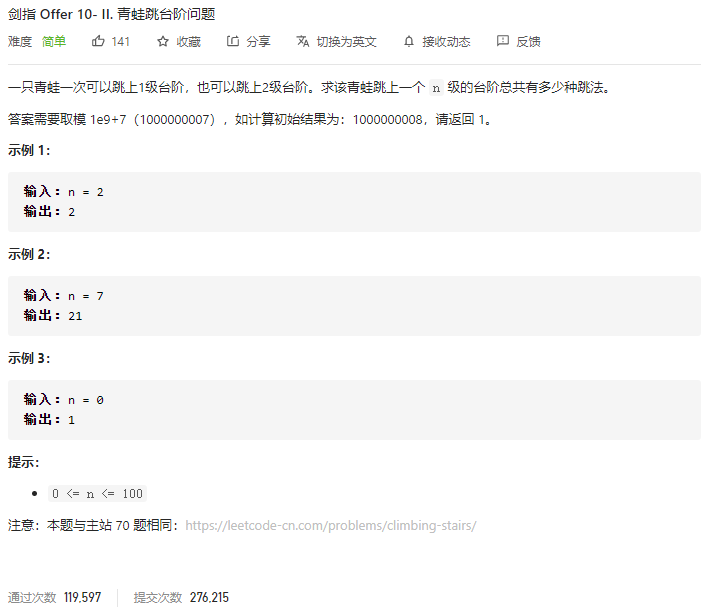 剑指 Offer 10- II. 青蛙跳台阶问题
难度 简单 141 收藏 分享 切换为英文 接收动态 反馈
一只青蛙一次可以跳上1级台阶，也可以跳上2级台阶。求该青蛙跳上一个 n 级的台阶总共有多少种跳法。
答案需要取模 1e9+7（1000000007），如计算初始结果为：1000000008，请返回 1。
示例 1：
输入：n = 2
输出：2
示例 2：
输入：n = 7
输出：21
示例 3：
输入：n = 0
输出：1
提示：
0 <= n <= 100
注意：本题与主站 70 题相同：https://leetcode-cn.com/problems/climbing-stairs/
通过次数 119,597 提交次数 276,215